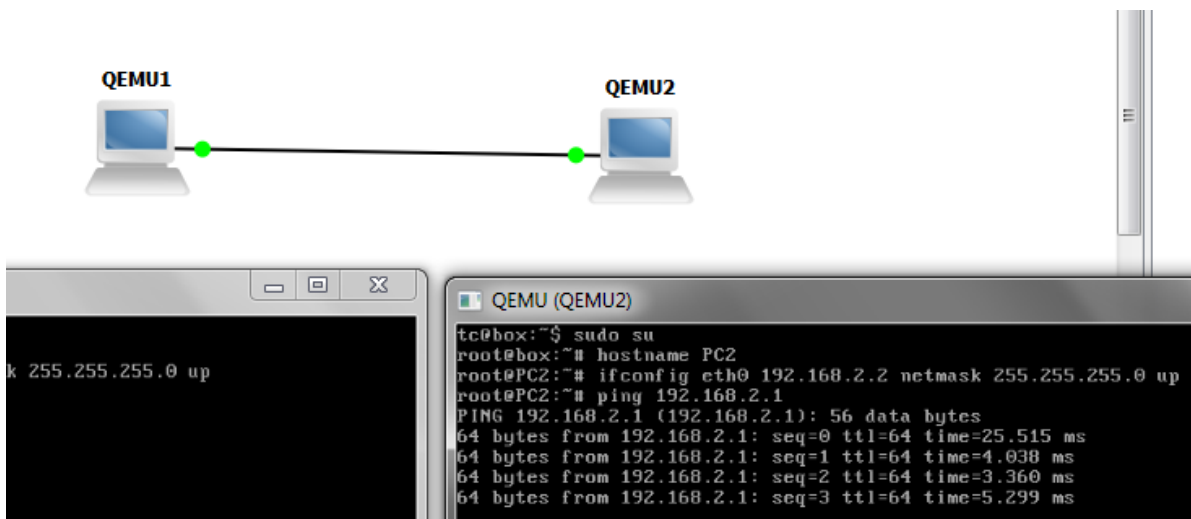 QEMU1
QEMU2
k 255.255.255.0 up
QEMU (QEMU2)
tc@box:~$ sudo su
root@box:~# hostname PC2
root@PC2:~# ifconfig eth0 192.168.2.2 netmask 255.255.255.0 up
root@PC2:~# ping 192.168.2.1
PING 192.168.2.1 (192.168.2.1): 56 data bytes
64 bytes from 192.168.2.1: seq=0 ttl=64 time=25.515 ms
64 bytes from 192.168.2.1: seq=1 ttl=64 time=4.038 ms
64 bytes from 192.168.2.1: seq=2 ttl=64 time=3.360 ms
64 bytes from 192.168.2.1: seq=3 ttl=64 time=5.299 ms